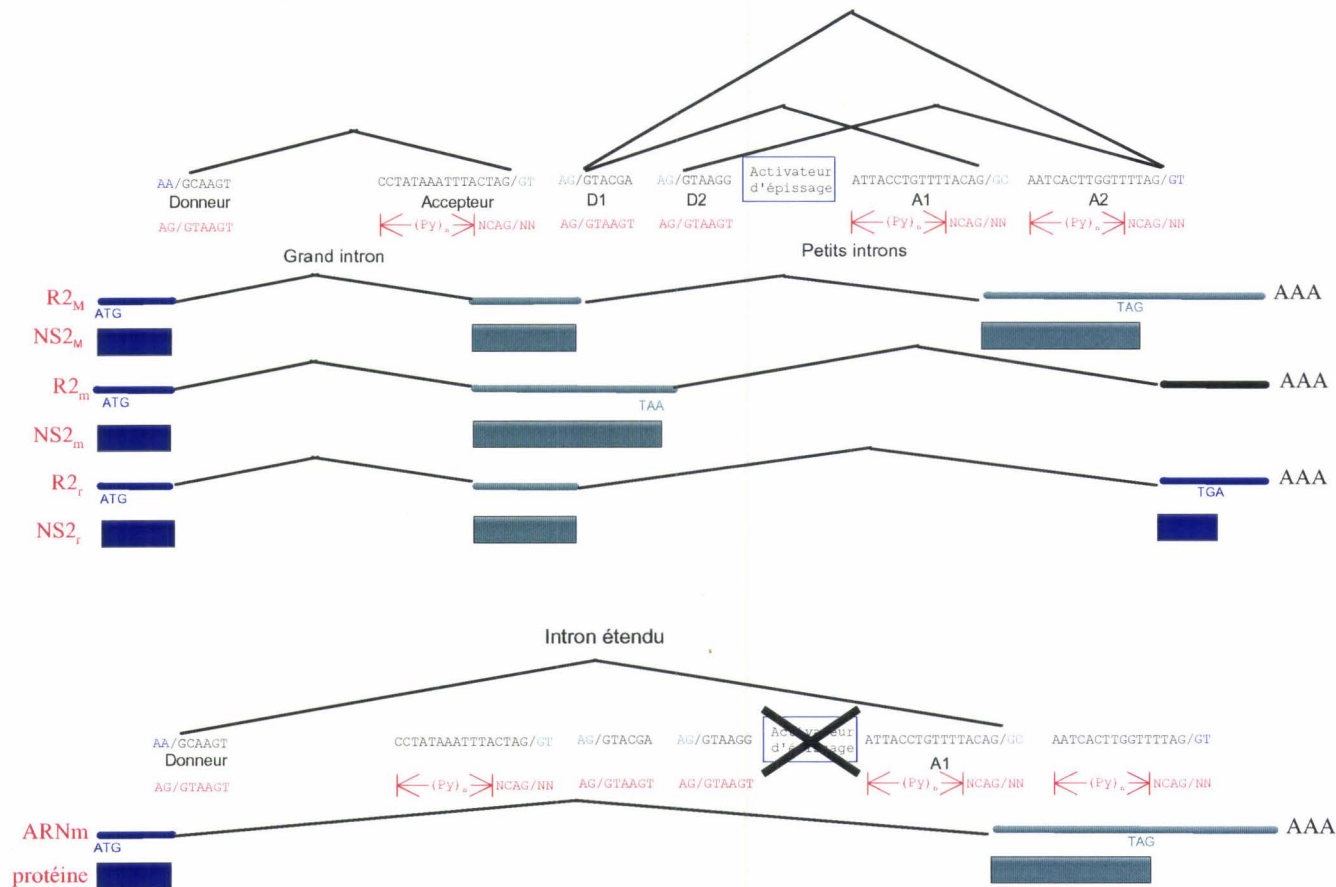 AA/GCAAGT CCTATAAATTTACTAG/GT AG/GTACGA AG/GTAAGG Activateur d'épissage ATTACCTGTTTTACAG/GC AATCACTTGGTTTTAG/GT
Donneur Accepteur D1 D2 A1 A2
AG/GTAAGT (Py)n NCAG/NN AG/GTAAGT AG/GTAAGT (Py)n NCAG/NN (Py)n NCAG/NN
Grand intron Petits introns
R2M AAA
ATG TAG
NS2M
R2m AAA
ATG TAA
NS2m
R2r AAA
ATG TGA
NS2r
Intron étendu
AA/GCAAGT CCTATAAATTTACTAG/GT AG/GTACGA AG/GTAAGG Activateur d'épissage ATTACCTGTTTTACAG/GC AATCACTTGGTTTTAG/GT
Donneur A1
AG/GTAAGT (Py)n NCAG/NN AG/GTAAGT AG/GTAAGT (Py)n NCAG/NN (Py)n NCAG/NN
ARNm AAA
ATG TAG
protéine